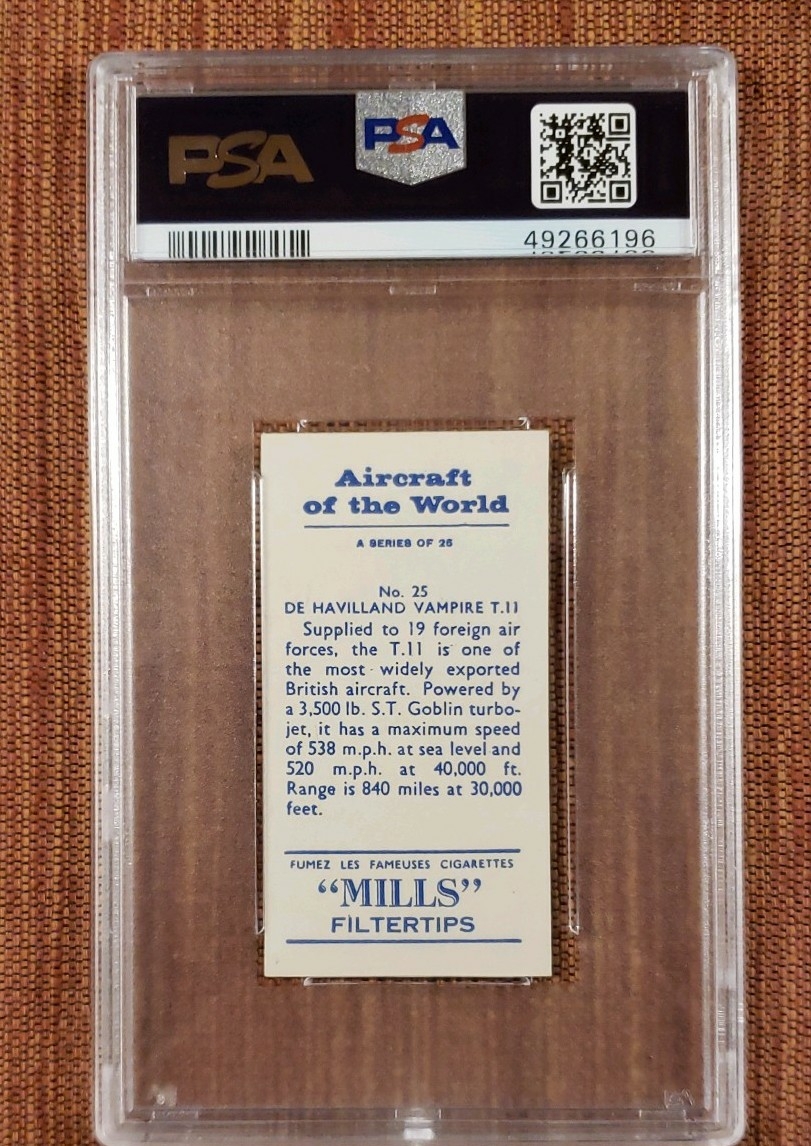 PSA
PSA
49266196
Aircraft
of the World
A SERIES OF 25
No. 25
DE HAVILLAND VAMPIRE T.11
Supplied to 19 foreign air
forces, the T.11 is one of
the most widely exported
British aircraft. Powered by
a 3,500 lb. S.T. Goblin turbo-
jet, it has a maximum speed
of 538 m.p.h. at sea level and
520 m.p.h. at 40,000 ft.
Range is 840 miles at 30,000
feet.
FUMEZ LES FAMEUSES CIGARETTES
“MILLS”
FILTERTIPS